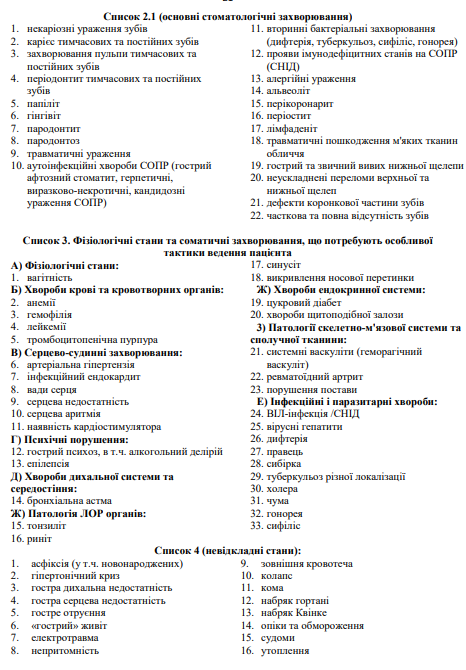 Список 2.1 (основні стоматологічні захворювання)
1. некаріозні ураження зубів
2. карієс тимчасових та постійних зубів
3. захворювання пульпи тимчасових та
постійних зубів
4. періодонтит тимчасових та постійних
зубів
5. папіліт
6. гінгівіт
7. пародонтит
8. пародонтоз
9. травматичні ураження
10. аутоінфекційні хвороби СОПР (гострий
афтозний стоматит, герпетичні,
виразково-некротичні, кандидозні
ураження СОПР)
11. вторинні бактеріальні захворювання
(дифтерія, туберкульоз, сифіліс, гонорея)
12. прояви імунодефіцитних станів на СОПР
(СНІД)
13. алергійні ураження
14. альвеоліт
15. перікоронарит
16. періостит
17. лімфаденіт
18. травматичні пошкодження м'яких тканин
обличчя
19. гострий та звичний вивих нижньої щелепи
20. неускладнені переломи верхньої та
нижньої щелеп
21. дефекти коронкової частини зубів
22. часткова та повна відсутність зубів
Список 3. Фізіологічні стани та соматичні захворювання, що потребують особливої
тактики ведення пацієнта
А) Фізіологічні стани:
1. вагітність
Б) Хвороби крові та кровотворних органів:
2. анемії
3. гемофілія
4. лейкемії
5. тромбоцитопенічна пурпура
В) Серцево-судинні захворювання:
6. артеріальна гіпертензія
7. інфекційний ендокардит
8. вади серця
9. серцева недостатність
10. серцева аритмія
11. наявність кардіостимулятора
Г) Психічні порушення:
12. гострий психоз, в т.ч. алкогольний делірій
13. епілепсія
Д) Хвороби дихальної системи та
середостіння:
14. бронхіальна астма
Ж) Патологія ЛОР органів:
15. тонзиліт
16. риніт
17. синусіт
18. викривлення носової перетинки
Ж) Хвороби ендокринної системи:
19. цукровий діабет
20. хвороби щитоподібної залози
З) Патології скелетно-м'язової системи та
сполучної тканини:
21. системні васкуліти (геморагічний
васкуліт)
22. ревматоїдний артрит
23. порушення постави
Е) Інфекційні і паразитарні хвороби:
24. ВІЛ-інфекція /СНІД
25. вірусні гепатити
26. дифтерія
27. правець
28. сибірка
29. туберкульоз різної локалізації
30. холера
31. чума
32. гонорея
33. сифіліс
Список 4 (невідкладні стани):
1. асфіксія (у т.ч. новонароджених)
2. гіпертонічний криз
3. гостра дихальна недостатність
4. гостра серцева недостатність
5. гостре отруєння
6. «гострий» живіт
7. електротравма
8. непритомність
9. зовнішня кровотеча
10. колапс
11. кома
12. набряк гортані
13. набряк Квінке
14. опіки та обмороження
15. судоми
16. утоплення